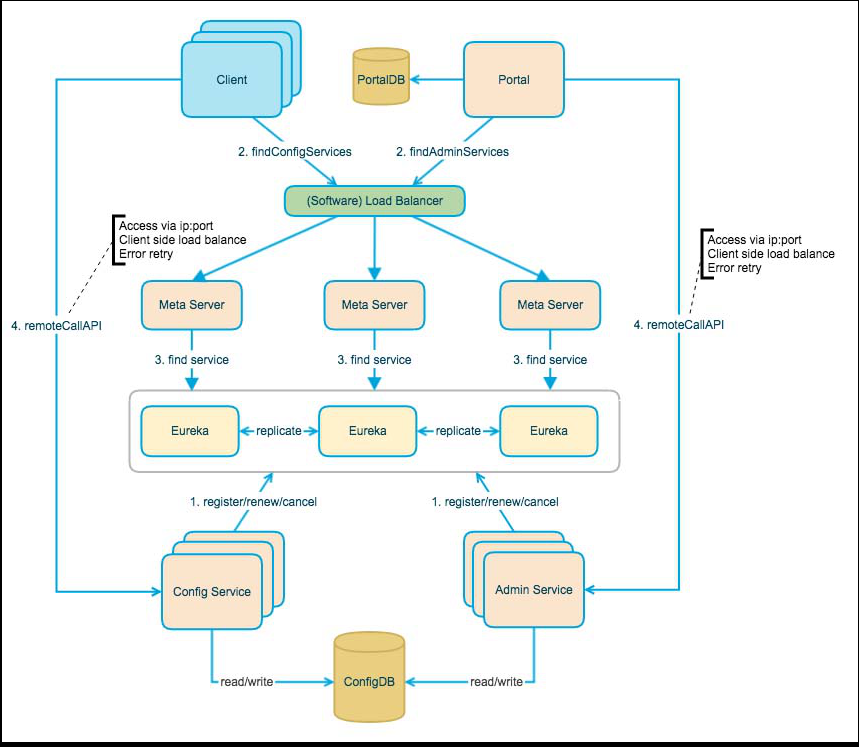 Client
PortalDB
Portal
2. findConfigServices
2. findAdminServices
(Software) Load Balancer
Access via ip:port
Client side load balance
Error retry
Access via ip:port
Client side load balance
Error retry
Meta Server
Meta Server
Meta Server
4. remoteCallAPI
4. remoteCallAPI
3. find service
3. find service
3. find service
Eureka
replicate
Eureka
replicate
Eureka
1. register/renew/cancel
1. register/renew/cancel
Config Service
Admin Service
read/write
ConfigDB
read/write